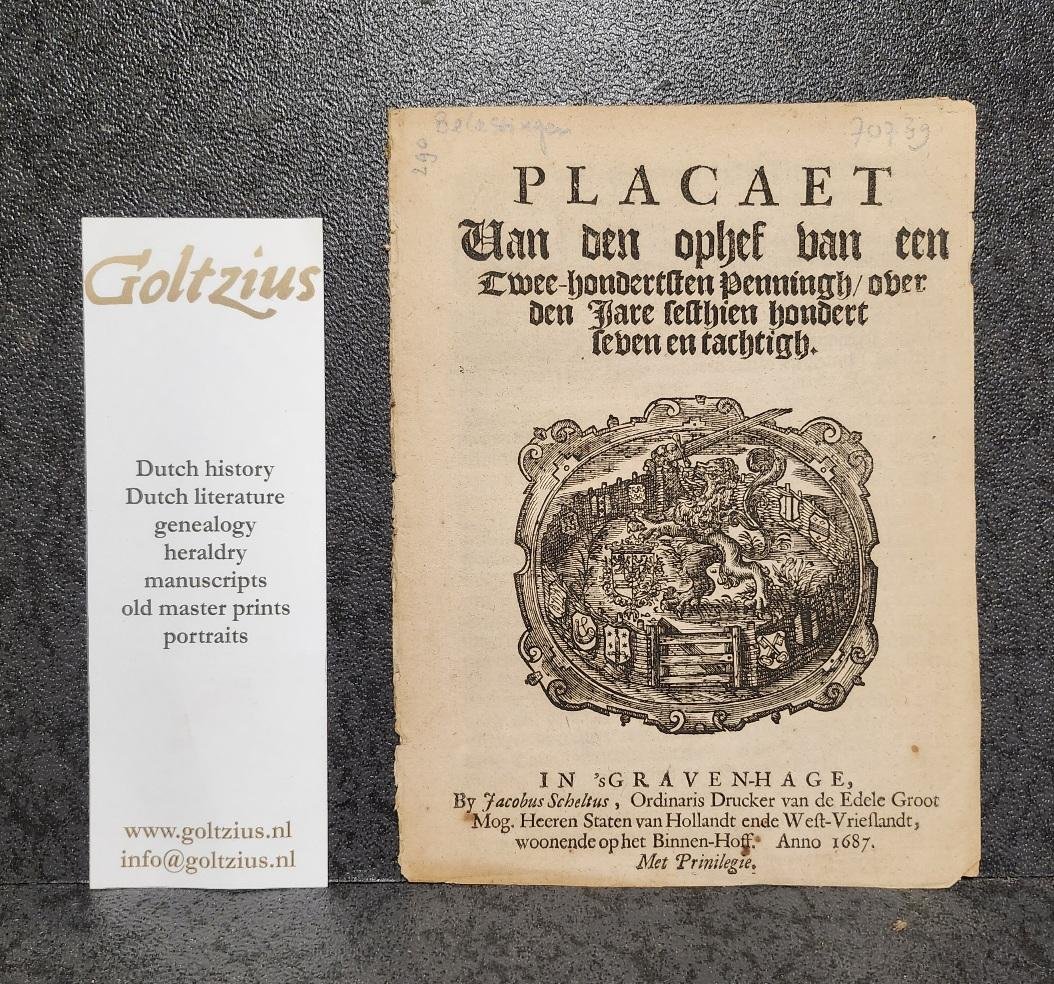 Goltzius
Dutch history
Dutch literature
genealogy
heraldry
manuscripts
old master prints
portraits
www.goltzius.nl
info@goltzius.nl
290
Belastingen
70739
PLACAET
Van den ophef van een
Twee-hondertſten Penningh/ over
den Jare ſeſthien hondert
ſeven en tachtigh.
IN 'sGRAVEN-HAGE,
By Jacobus Scheltus, Ordinaris Drucker van de Edele Groot
Mog. Heeren Staten van Hollandt ende Weſt-Vrieſlandt,
woonende op het Binnen-Hoff. Anno 1687.
Met Prinilegie.